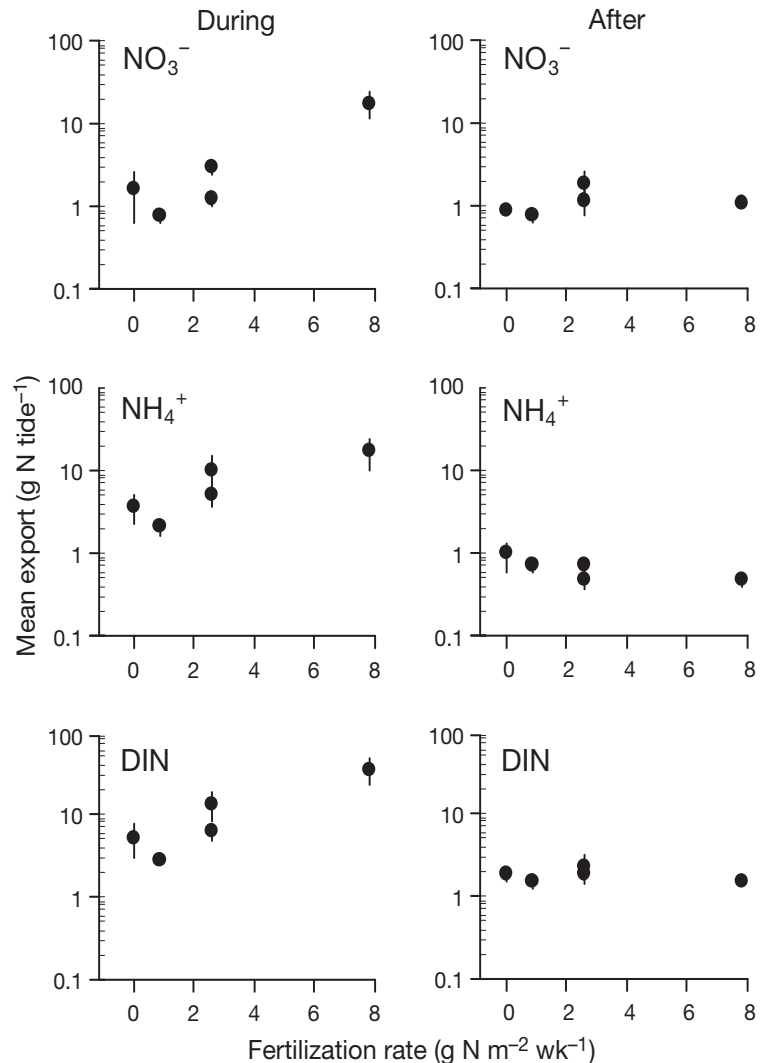 During After
NO₃⁻ NO₃⁻
100 100
10 10
1 1
0.1 0.1
0 2 4 6 8 0 2 4 6 8
NH₄⁺ NH₄⁺
100 100
10 10
1 1
0.1 0.1
0 2 4 6 8 0 2 4 6 8
Mean export (g N tide⁻¹)
DIN DIN
100 100
10 10
1 1
0.1 0.1
0 2 4 6 8 0 2 4 6 8
Fertilization rate (g N m⁻² wk⁻¹)